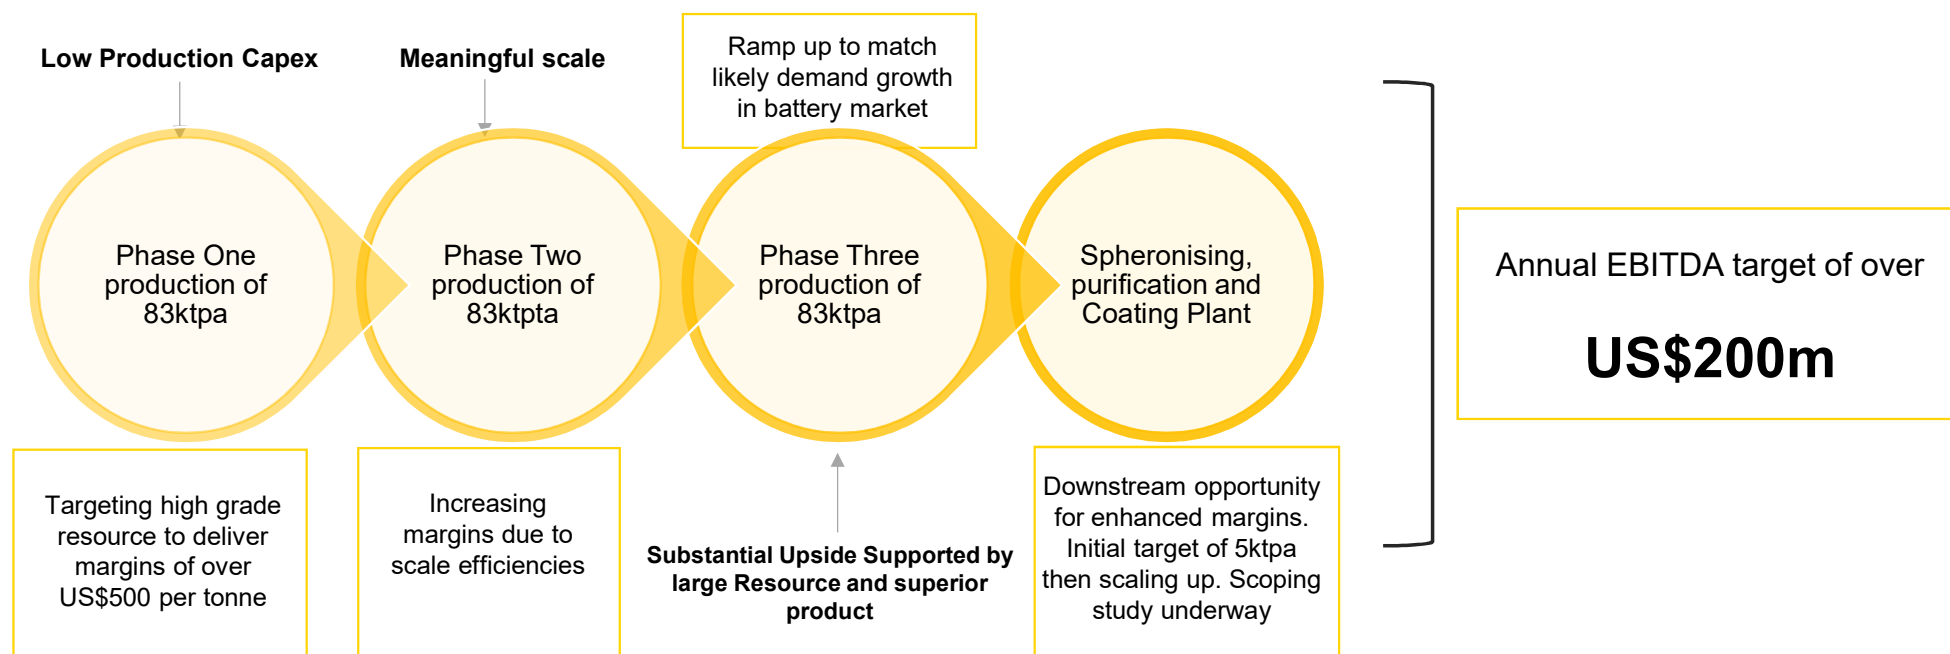 Low Production Capex
Meaningful scale
Ramp up to match
likely demand growth
in battery market
Phase One
production of
83ktpa
Phase Two
production of
83ktpta
Phase Three
production of
83ktpa
Spheronising,
purification and
Coating Plant
Annual EBITDA target of over
US$200m
Targeting high grade
resource to deliver
margins of over
US$500 per tonne
Increasing
margins due to
scale efficiencies
Substantial Upside Supported by
large Resource and superior
product
Downstream opportunity
for enhanced margins.
Initial target of 5ktpa
then scaling up. Scoping
study underway